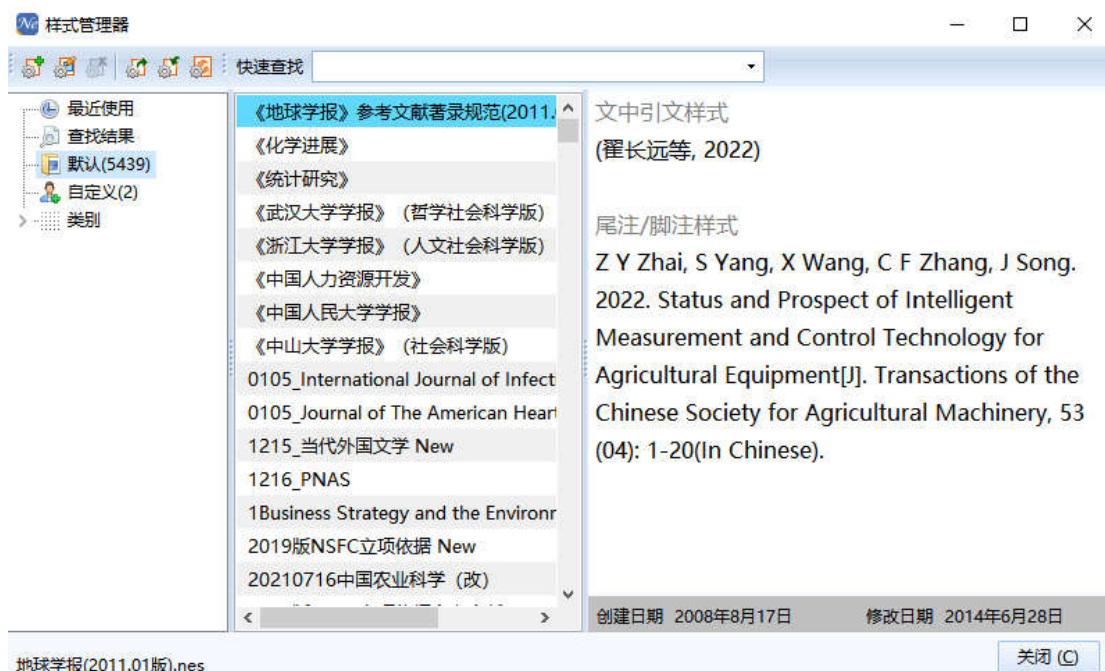 Ne 样式管理器
快速查找
最近使用
查找结果
默认(5439)
自定义(2)
类别
《地球学报》参考文献著录规范(2011.
《化学进展》
《统计研究》
《武汉大学学报》（哲学社会科学版）
《浙江大学学报》（人文社会科学版）
《中国人力资源开发》
《中国人民大学学报》
《中山大学学报》（社会科学版）
0105_International Journal of Infect
0105_Journal of The American Heart
1215_当代外国文学 New
1216_PNAS
1Business Strategy and the Environr
2019版NSFC立项依据 New
20210716中国农业科学（改）
文中引文样式
(翟长远等, 2022)
尾注/脚注样式
Z Y Zhai, S Yang, X Wang, C F Zhang, J Song.
2022. Status and Prospect of Intelligent
Measurement and Control Technology for
Agricultural Equipment[J]. Transactions of the
Chinese Society for Agricultural Machinery, 53
(04): 1-20(In Chinese).
创建日期 2008年8月17日 修改日期 2014年6月28日
地球学报(2011.01版).nes
关闭 (C)